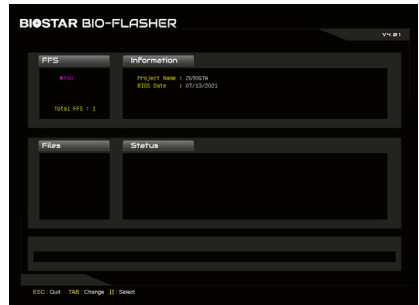 BIOSTAR BIO-FLASHER
V4.01
FFS
Information
Project Name : Z690GTA
BIOS Date : 07/13/2021
Total FFS : 1
Files
Status
ESC : Quit TAB : Change ↕ : Select